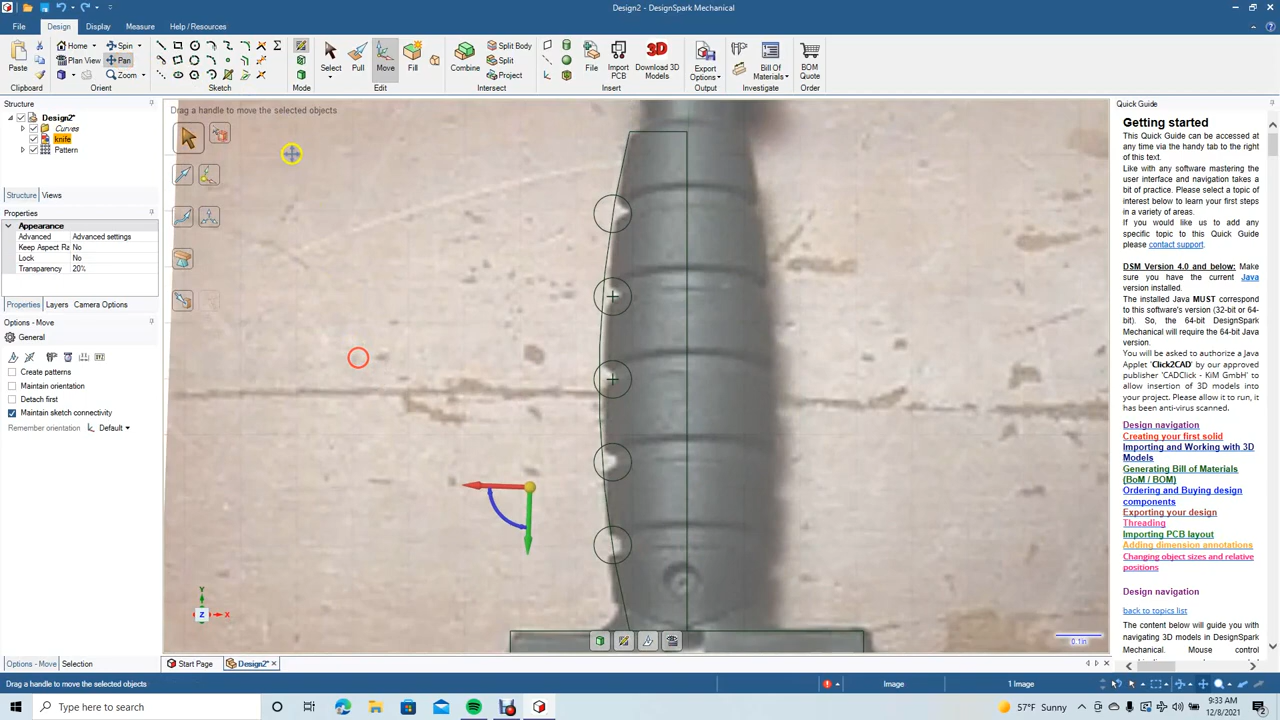 Design2* - DesignSpark Mechanical
File Design Display Measure Help / Resources
Home Spin Split Body
Paste Pan Select Pull Move Fill Combine Split File Import PCB Download 3D Models Export Options Bill Of Materials BOM Quote
Plan View
Zoom Project
3D
Clipboard Orient Sketch Mode Edit Intersect Insert Output Investigate Order
Structure
Design2*
Curves
knife
Pattern
Structure Views
Properties
Appearance
Advanced Advanced settings
Keep Aspect Ra No
Lock No
Transparency 20%
Properties Layers Camera Options
Options - Move
General
Create patterns
Maintain orientation
Detach first
Maintain sketch connectivity
Remember orientation Default
Options - Move Selection
Drag a handle to move the selected objects
Y
Z X
0.1in
Start Page Design2*
Quick Guide
Getting started
This Quick Guide can be accessed at
any time via the handy tab to the right
of this text.
Like with any software mastering the
user interface and navigation takes a
bit of practice. Please select a topic of
interest below to learn your first steps
in a variety of areas.
If you would like us to add any
specific topic to this Quick Guide
please contact support.
DSM Version 4.0 and below: Make
sure you have the current Java
version installed.
The installed Java MUST correspond
to this software's version (32-bit or 64-
bit). So, the 64-bit DesignSpark
Mechanical will require the 64-bit Java
version.
You will be asked to authorize a Java
Applet 'Click2CAD' by our approved
publisher 'CADClick - KiM GmbH' to
allow insertion of 3D models into
your project. Please allow it to run, it
has been anti-virus scanned.
Design navigation
Creating your first solid
Importing and Working with 3D
Models
Generating Bill of Materials
(BoM / BOM)
Ordering and Buying design
components
Exporting your design
Threading
Importing PCB layout
Adding dimension annotations
Changing object sizes and relative
positions
Design navigation
back to topics list
The content below will guide you with
navigating 3D models in DesignSpark
Mechanical. Mouse control
Drag a handle to move the selected objects
Image 1 Image
Type here to search
57°F Sunny
9:33 AM
12/8/2021